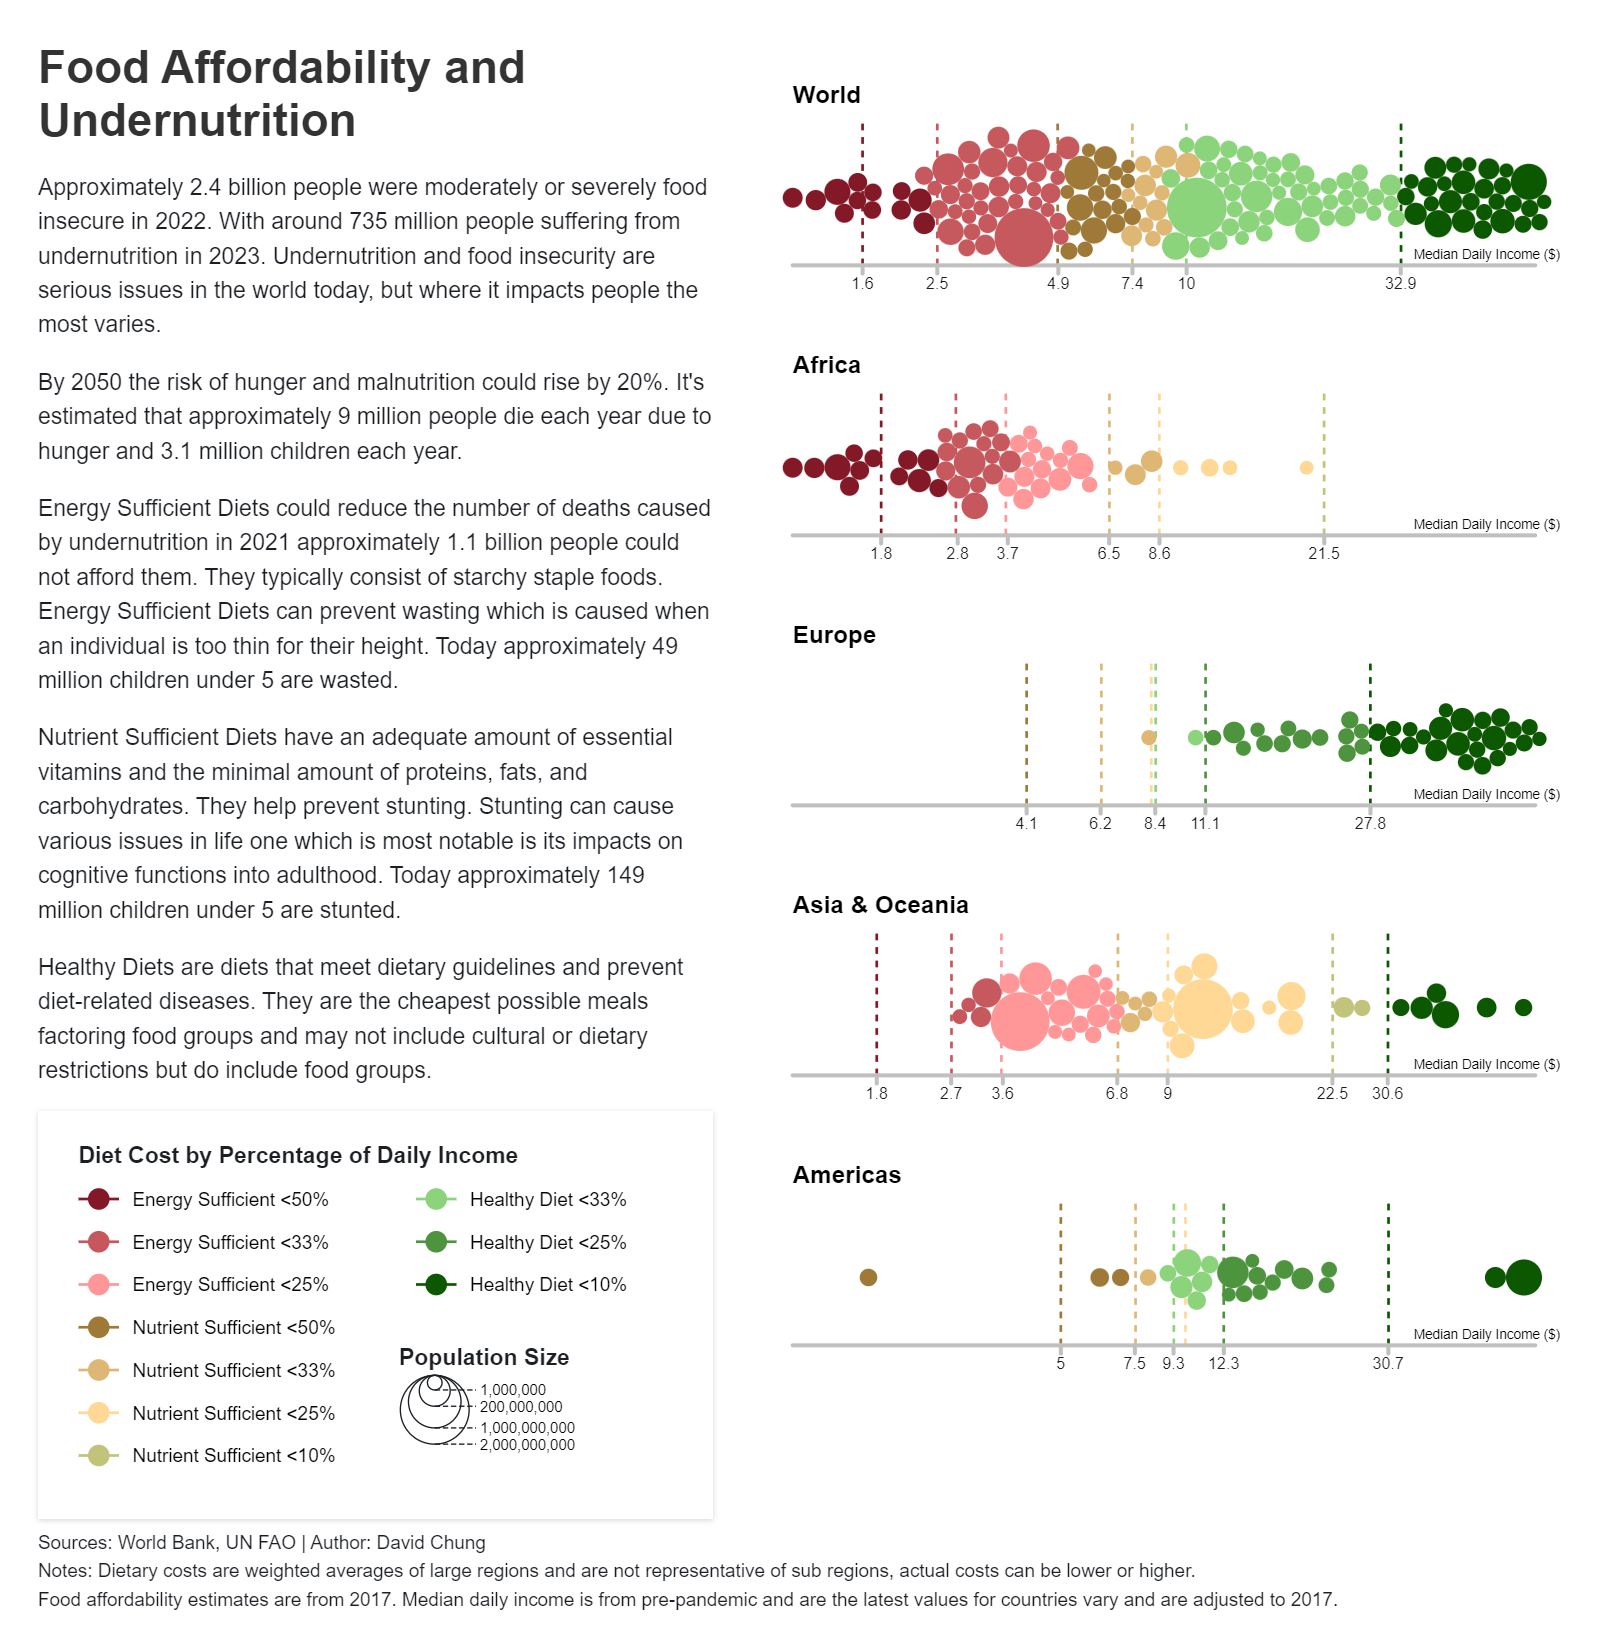 Food Affordability and
Undernutrition
Approximately 2.4 billion people were moderately or severely food
insecure in 2022. With around 735 million people suffering from
undernutrition in 2023. Undernutrition and food insecurity are
serious issues in the world today, but where it impacts people the
most varies.
By 2050 the risk of hunger and malnutrition could rise by 20%. It's
estimated that approximately 9 million people die each year due to
hunger and 3.1 million children each year.
Energy Sufficient Diets could reduce the number of deaths caused
by undernutrition in 2021 approximately 1.1 billion people could
not afford them. They typically consist of starchy staple foods.
Energy Sufficient Diets can prevent wasting which is caused when
an individual is too thin for their height. Today approximately 49
million children under 5 are wasted.
Nutrient Sufficient Diets have an adequate amount of essential
vitamins and the minimal amount of proteins, fats, and
carbohydrates. They help prevent stunting. Stunting can cause
various issues in life one which is most notable is its impacts on
cognitive functions into adulthood. Today approximately 149
million children under 5 are stunted.
Healthy Diets are diets that meet dietary guidelines and prevent
diet-related diseases. They are the cheapest possible meals
factoring food groups and may not include cultural or dietary
restrictions but do include food groups.
Diet Cost by Percentage of Daily Income
Energy Sufficient <50%
Energy Sufficient <33%
Energy Sufficient <25%
Nutrient Sufficient <50%
Nutrient Sufficient <33%
Nutrient Sufficient <25%
Nutrient Sufficient <10%
Healthy Diet <33%
Healthy Diet <25%
Healthy Diet <10%
Population Size
1,000,000
200,000,000
1,000,000,000
2,000,000,000
World
Median Daily Income ($)
1.6 2.5 4.9 7.4 10 32.9
Africa
Median Daily Income ($)
1.8 2.8 3.7 6.5 8.6 21.5
Europe
Median Daily Income ($)
4.1 6.2 8.4 11.1 27.8
Asia & Oceania
Median Daily Income ($)
1.8 2.7 3.6 6.8 9 22.5 30.6
Americas
Median Daily Income ($)
5 7.5 9.3 12.3 30.7
Sources: World Bank, UN FAO | Author: David Chung
Notes: Dietary costs are weighted averages of large regions and are not representative of sub regions, actual costs can be lower or higher.
Food affordability estimates are from 2017. Median daily income is from pre-pandemic and are the latest values for countries vary and are adjusted to 2017.